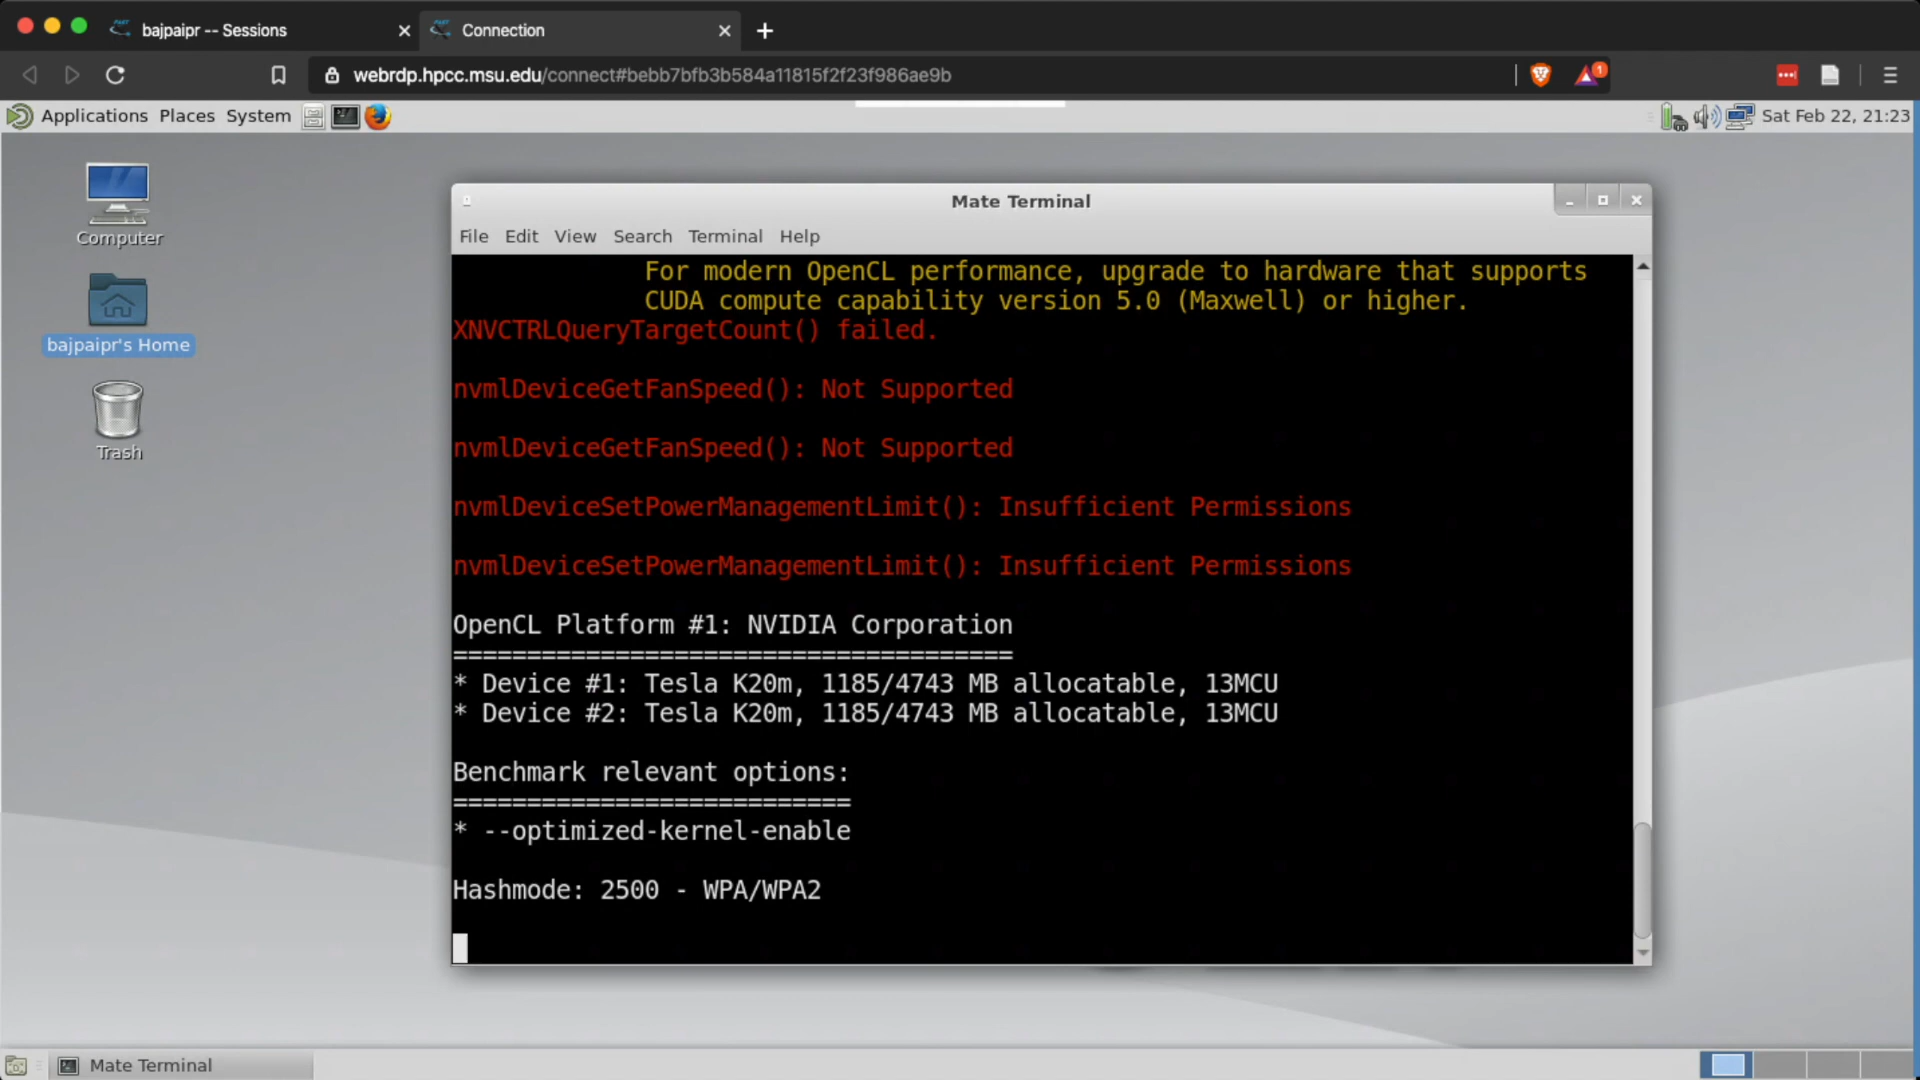 bajpaipr -- Sessions
Connection
webrdp.hpcc.msu.edu/connect#bebb7bfb3b584a11815f2f23f986ae9b
1
Applications Places System
Sat Feb 22, 21:23
Computer
bajpaipr's Home
Trash
Mate Terminal
File Edit View Search Terminal Help
For modern OpenCL performance, upgrade to hardware that supports
CUDA compute capability version 5.0 (Maxwell) or higher.
XNVCTRLQueryTargetCount() failed.
nvmlDeviceGetFanSpeed(): Not Supported
nvmlDeviceGetFanSpeed(): Not Supported
nvmlDeviceSetPowerManagementLimit(): Insufficient Permissions
nvmlDeviceSetPowerManagementLimit(): Insufficient Permissions
OpenCL Platform #1: NVIDIA Corporation
======================================
* Device #1: Tesla K20m, 1185/4743 MB allocatable, 13MCU
* Device #2: Tesla K20m, 1185/4743 MB allocatable, 13MCU
Benchmark relevant options:
===========================
* --optimized-kernel-enable
Hashmode: 2500 - WPA/WPA2
Mate Terminal